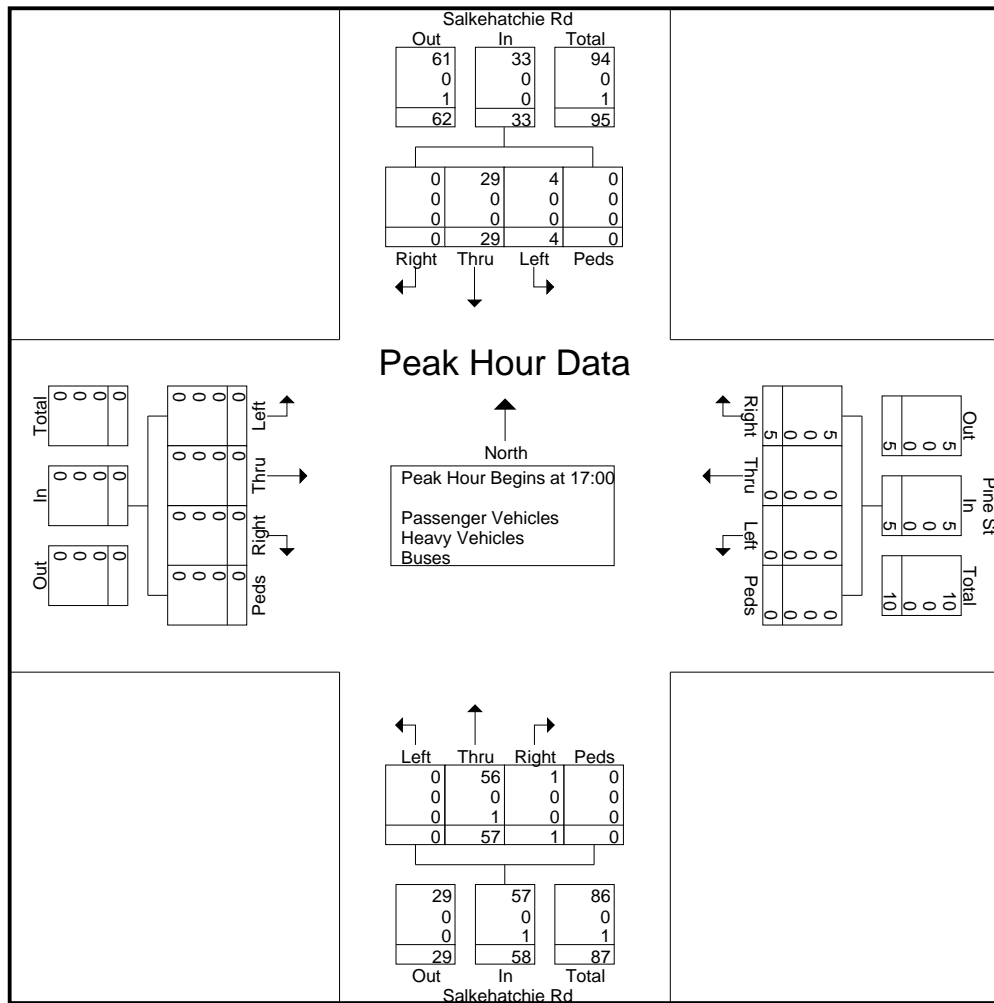 Salkehatchie Rd
Out In Total
61 33 94
0 0 0
1 0 1
62 33 95
0 29 4 0
0 0 0 0
0 0 0 0
0 29 4 0
Right Thru Left Peds
Peak Hour Data
North
Peak Hour Begins at 17:00
Passenger Vehicles
Heavy Vehicles
Buses
Total
0 0 0 0
In
0 0 0 0
Out
0 0 0 0
Left
0 0 0 0
Thru
0 0 0 0
Right
0 0 0 0
Peds
0 0 0 0
Right
5 0 0 5
Thru
0 0 0 0
Left
0 0 0 0
Peds
0 0 0 0
Out
5 0 0 5
Pine St
In
5 0 0 5
Total
10 0 0 10
Left Thru Right Peds
0 56 1 0
0 0 0 0
0 1 0 0
0 57 1 0
29 57 86
0 0 0
0 1 1
29 58 87
Out In Total
Salkehatchie Rd